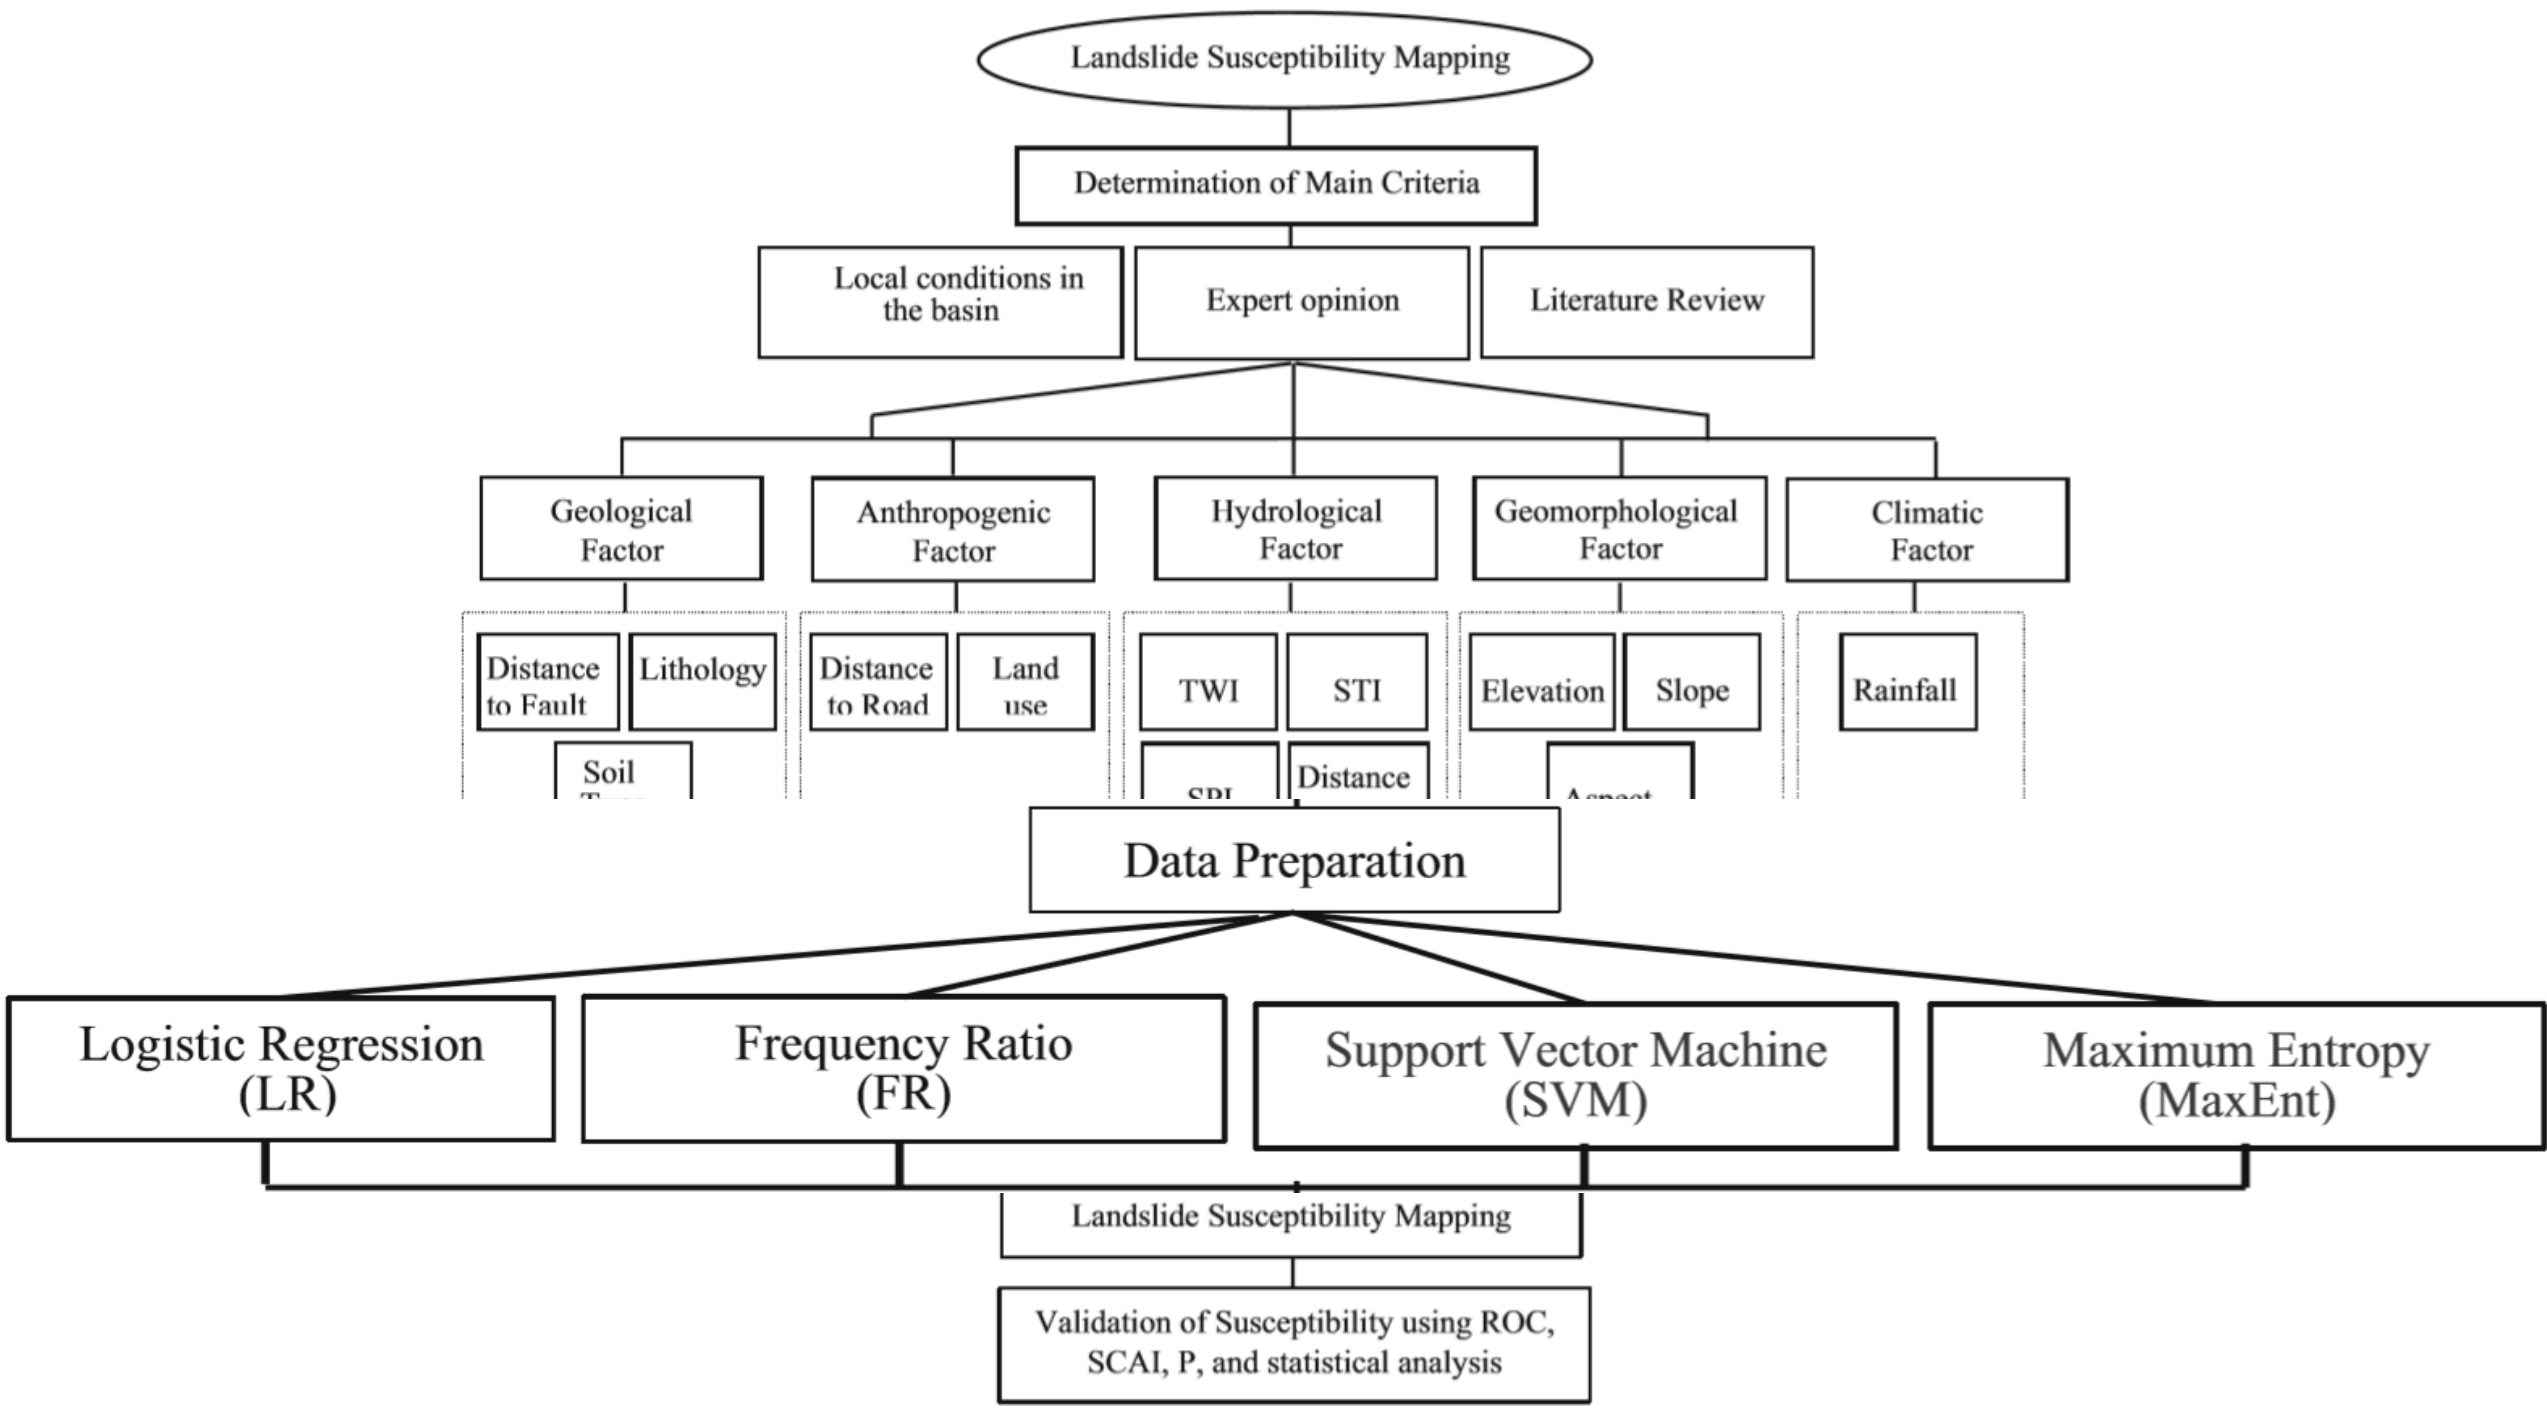 Landslide Susceptibility Mapping
Determination of Main Criteria
Local conditions in
the basin
Expert opinion
Literature Review
Geological
Factor
Anthropogenic
Factor
Hydrological
Factor
Geomorphological
Factor
Climatic
Factor
Distance
to Fault
Lithology
Distance
to Road
Land
use
TWI
STI
Elevation
Slope
Rainfall
Soil
SPI
Distance
Aspect
Data Preparation
Logistic Regression
(LR)
Frequency Ratio
(FR)
Support Vector Machine
(SVM)
Maximum Entropy
(MaxEnt)
Landslide Susceptibility Mapping
Validation of Susceptibility using ROC,
SCAI, P, and statistical analysis